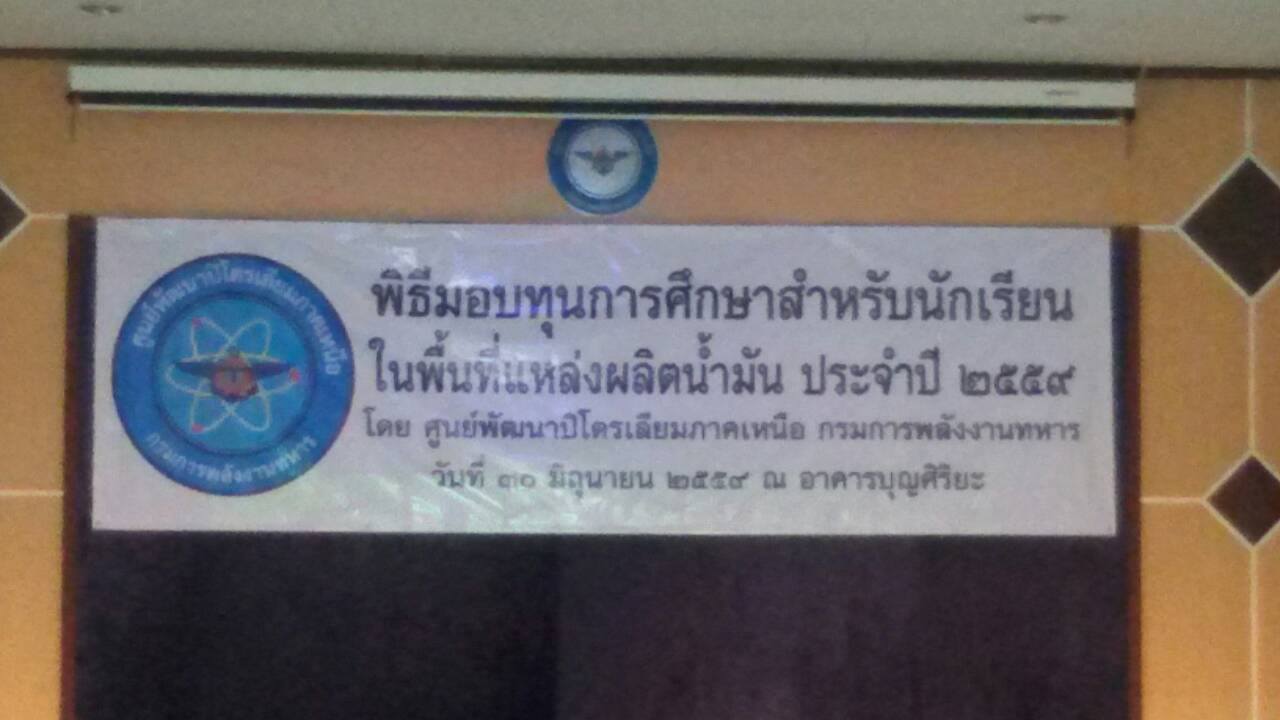 พิธีมอบทุนการศึกษาสำหรับนักเรียน
ในพื้นที่แหล่งผลิตน้ำมัน ประจำปี ๒๕๕๙
โดย ศูนย์พัฒนาปิโตรเลียมภาคเหนือ กรมการพลังงานทหาร
วันที่ ๓๐ มิถุนายน ๒๕๕๙ ณ อาคารบุญศิริยะ
ศูนย์พัฒนาปิโตรเลียมภาคเหนือ
กรมการพลังงานทหาร